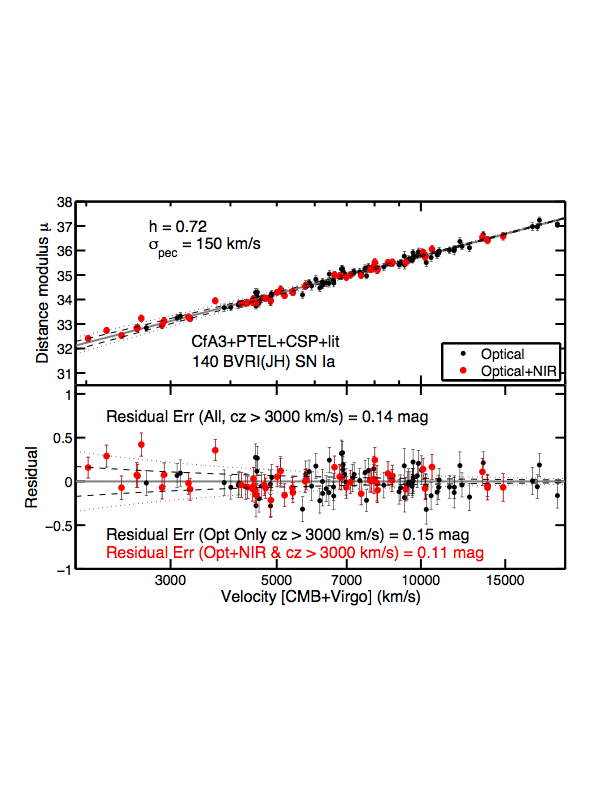 38
37
36
35
34
33
32
31
Distance modulus μ
h = 0.72
σpec = 150 km/s
CfA3+PTEL+CSP+lit
140 BVRI(JH) SN Ia
Optical
Optical+NIR
1
0.5
0
−0.5
−1
Residual
Residual Err (All, cz > 3000 km/s) = 0.14 mag
Residual Err (Opt Only cz > 3000 km/s) = 0.15 mag
Residual Err (Opt+NIR & cz > 3000 km/s) = 0.11 mag
3000 5000 7000 10000 15000
Velocity [CMB+Virgo] (km/s)